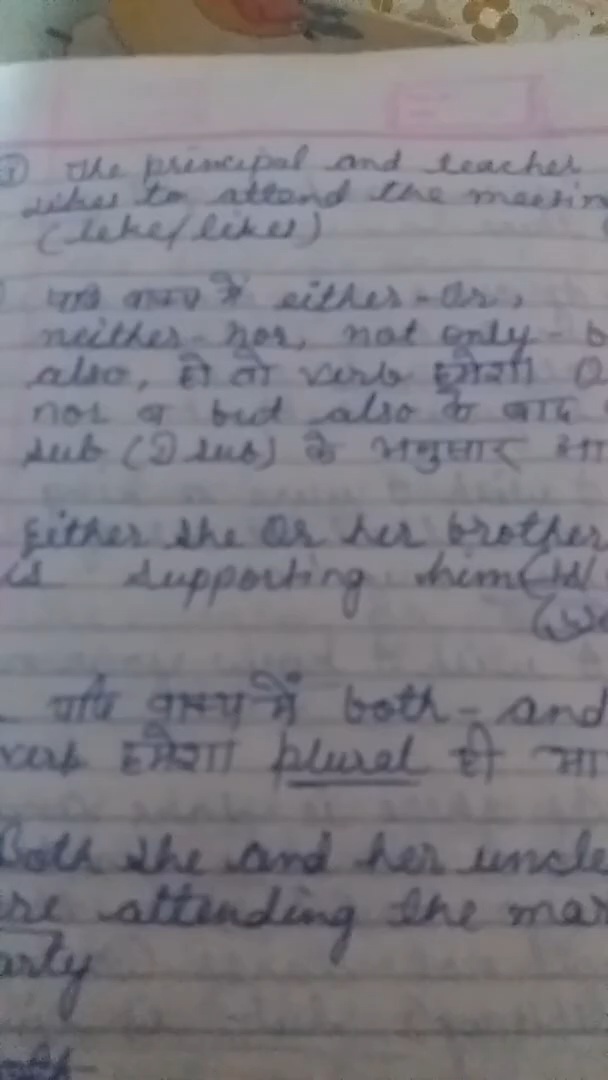 The principal and teacher
likes to attend the meetin
(like/likes)
यदि वाक्य में either-or,
neither-nor, not only-b
also, हो तो verb हमेशा O
nor व but also के बाद
sub (2 sub) के अनुसार आ
Either she or her brother
is supporting him (is/
यदि वाक्य में both-and
verb हमेशा plural ही आ
Both she and her uncle
are attending the mar
arty